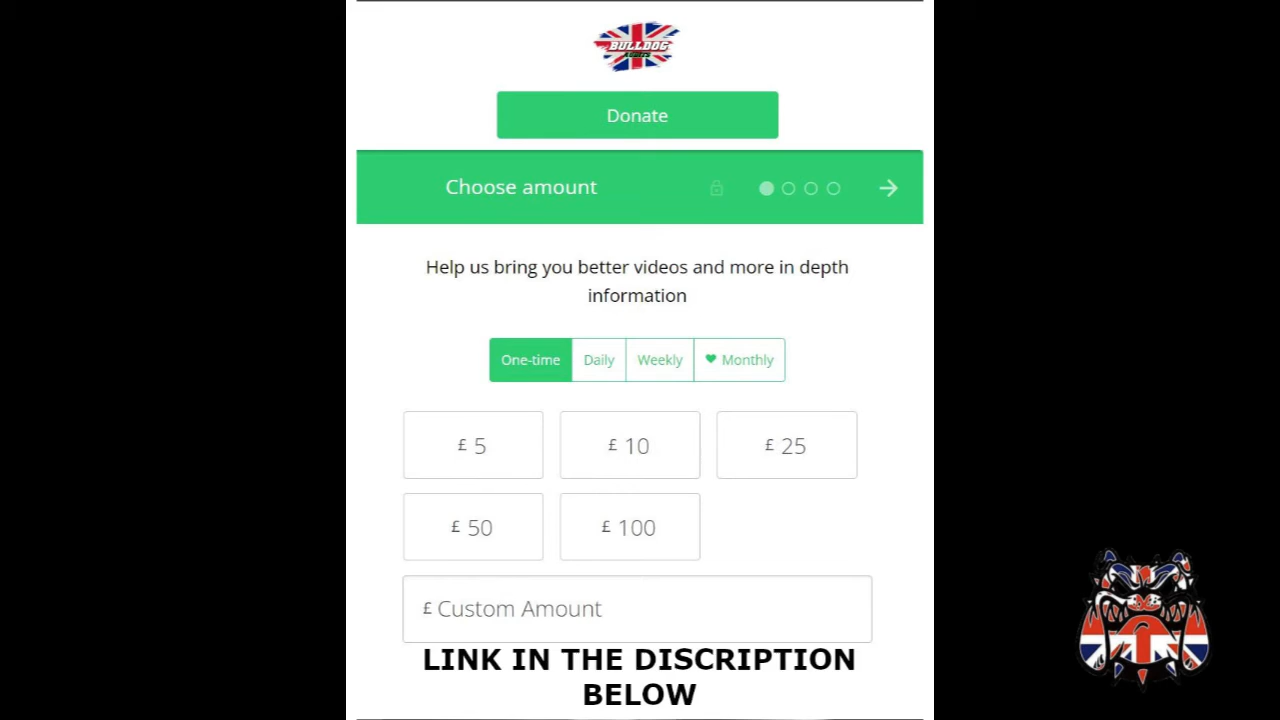 BULLDOG
Donate
Choose amount
Help us bring you better videos and more in depth
information
One-time Daily Weekly Monthly
£ 5 £ 10 £ 25
£ 50 £ 100
£ Custom Amount
LINK IN THE DISCRIPTION
BELOW